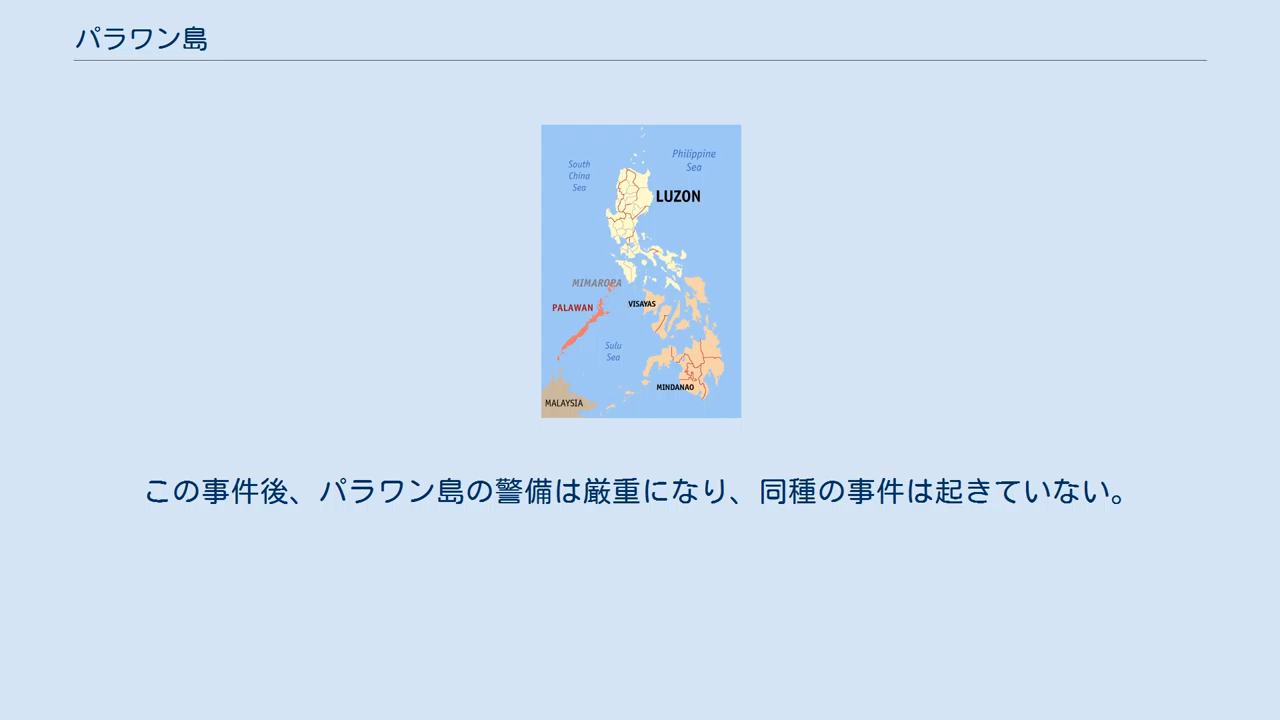 パラワン島
Philippine
Sea
South
China
Sea
LUZON
MIMAROPA
VISAYAS
PALAWAN
Sulu
Sea
MINDANAO
MALAYSIA
この事件後、パラワン島の警備は厳重になり、同種の事件は起きていない。